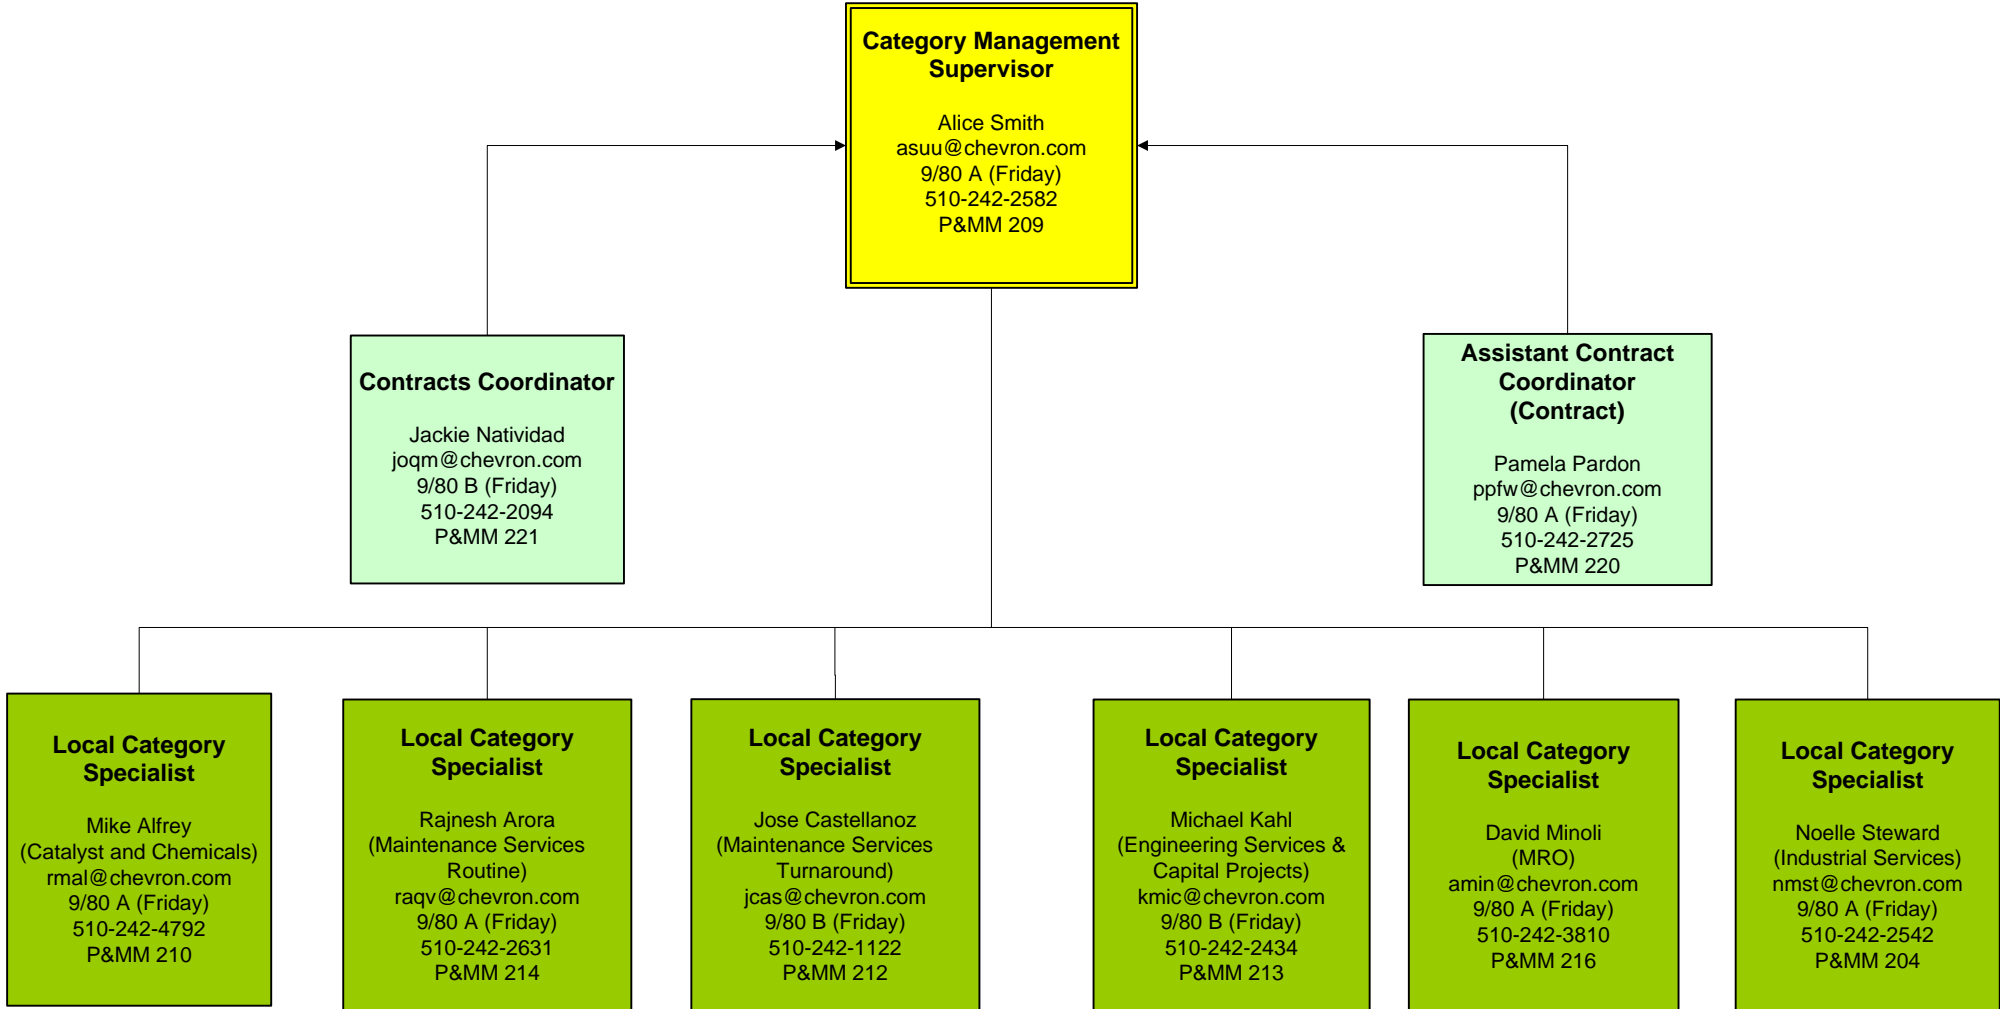 Category Management
Supervisor
Alice Smith
asuu@chevron.com
9/80 A (Friday)
510-242-2582
P&MM 209
Contracts Coordinator
Jackie Natividad
joqm@chevron.com
9/80 B (Friday)
510-242-2094
P&MM 221
Assistant Contract
Coordinator
(Contract)
Pamela Pardon
ppfw@chevron.com
9/80 A (Friday)
510-242-2725
P&MM 220
Local Category
Specialist
Mike Alfrey
(Catalyst and Chemicals)
rmal@chevron.com
9/80 A (Friday)
510-242-4792
P&MM 210
Local Category
Specialist
Rajnesh Arora
(Maintenance Services
Routine)
raqv@chevron.com
9/80 A (Friday)
510-242-2631
P&MM 214
Local Category
Specialist
Jose Castellanoz
(Maintenance Services
Turnaround)
jcas@chevron.com
9/80 B (Friday)
510-242-1122
P&MM 212
Local Category
Specialist
Michael Kahl
(Engineering Services &
Capital Projects)
kmic@chevron.com
9/80 B (Friday)
510-242-2434
P&MM 213
Local Category
Specialist
David Minoli
(MRO)
amin@chevron.com
9/80 A (Friday)
510-242-3810
P&MM 216
Local Category
Specialist
Noelle Steward
(Industrial Services)
nmst@chevron.com
9/80 A (Friday)
510-242-2542
P&MM 204